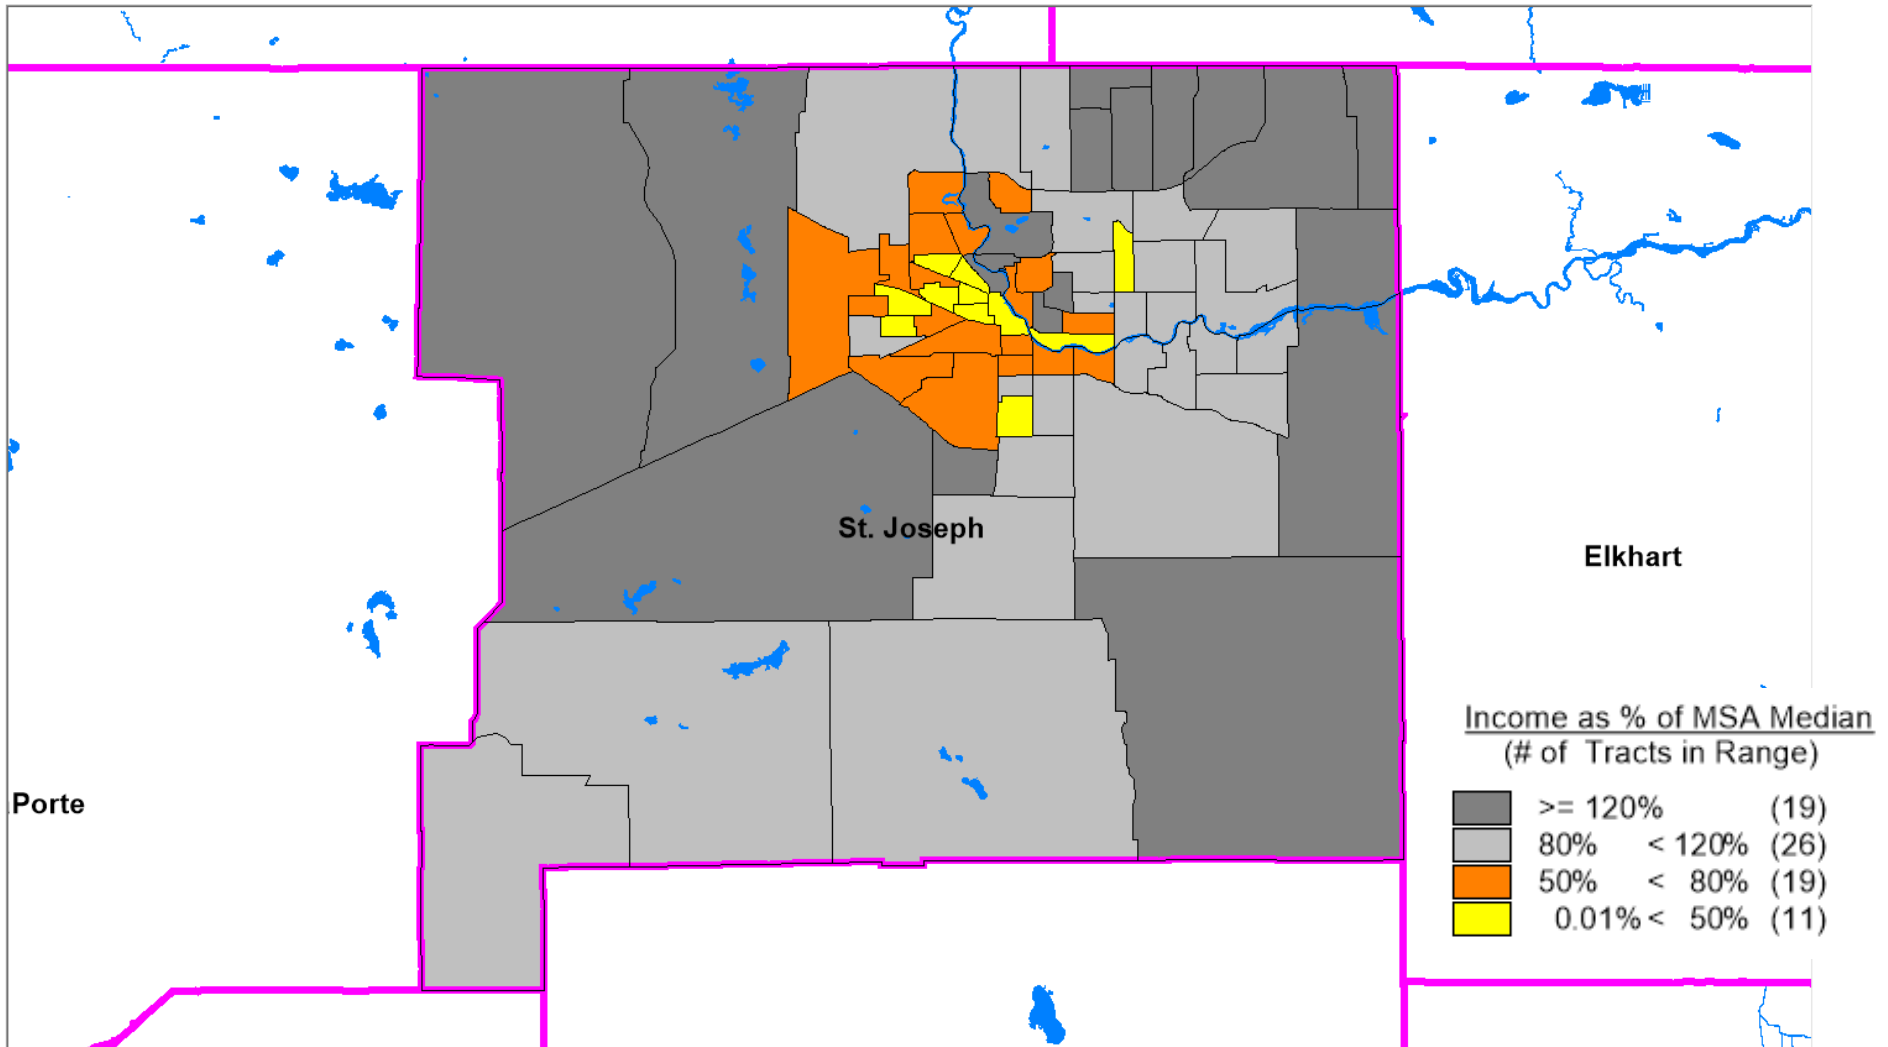 St. Joseph
Elkhart
Porte
Income as % of MSA Median
(# of Tracts in Range)
>= 120% (19)
80% < 120% (26)
50% < 80% (19)
0.01% < 50% (11)